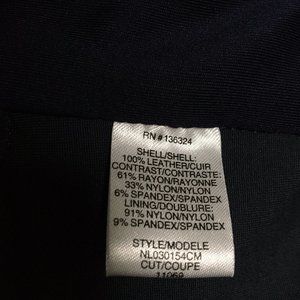 RN # 136324
SHELL/SHELL:
100% LEATHER/CUIR
CONTRAST/CONTRASTE:
61% RAYON/RAYONNE
33% NYLON/NYLON
6% SPANDEX/SPANDEX
LINING/DOUBLURE:
91% NYLON/NYLON
9% SPANDEX/SPANDEX
STYLE/MODELE
NL030154CM
CUT/COUPE
11069